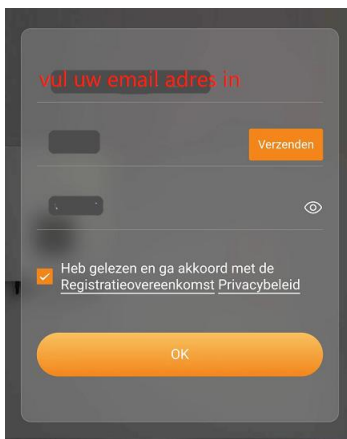 vul uw email adres in
Verzenden
Heb gelezen en ga akkoord met de
Registratieovereenkomst Privacybeleid
OK